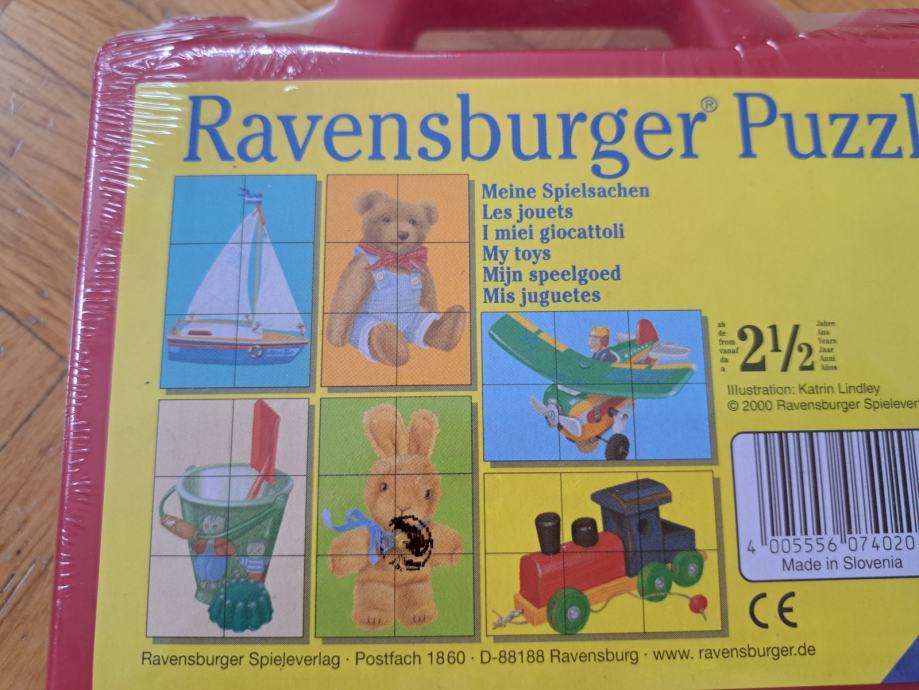 Ravensburger® Puzzl
Meine Spielsachen
Les jouets
I miei giocattoli
My toys
Mijn speelgoed
Mis juguetes
ab
de
from
vanaf
da
a
2½
Jahre
Ans
Years
Jaar
Anni
Años
Illustration: Katrin Lindley
© 2000 Ravensburger Spielever
4 005556 074020
Made in Slovenia
CE
Ravensburger Spieleverlag · Postfach 1860 · D-88188 Ravensburg · www. ravensburger.de